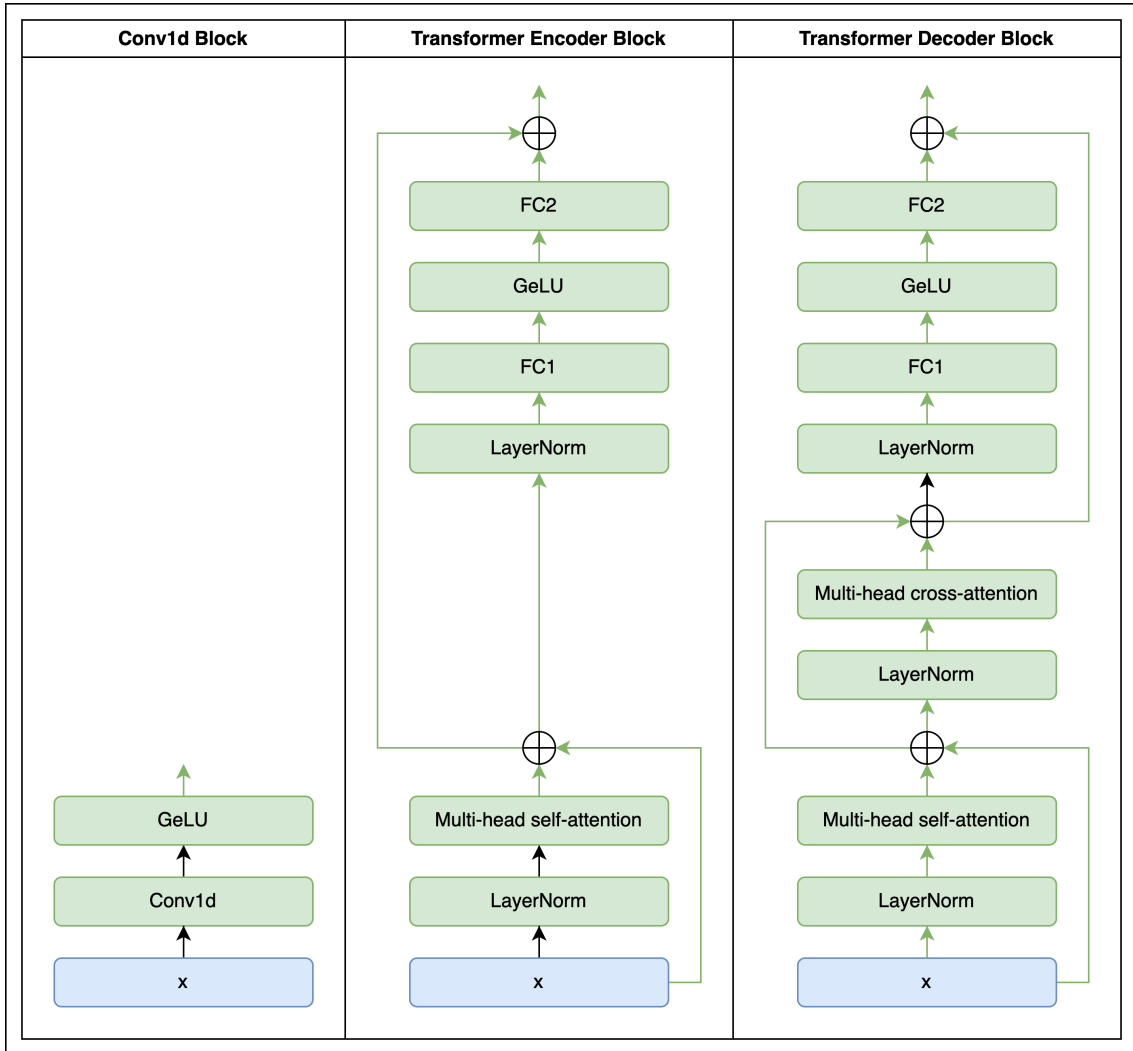 Conv1d Block
Transformer Encoder Block
Transformer Decoder Block
GeLU
Conv1d
x
FC2
GeLU
FC1
LayerNorm
Multi-head self-attention
LayerNorm
x
FC2
GeLU
FC1
LayerNorm
Multi-head cross-attention
LayerNorm
Multi-head self-attention
LayerNorm
x